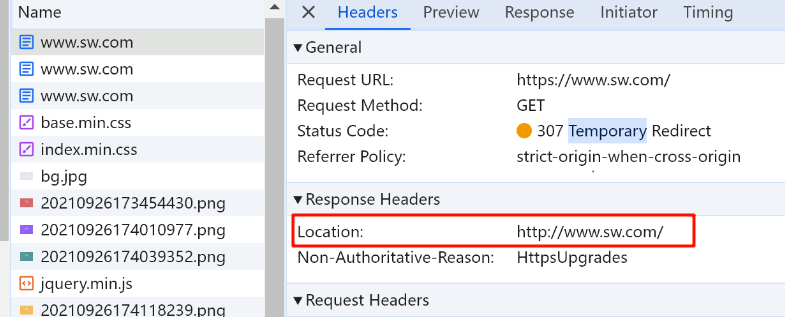 Name
www.sw.com
www.sw.com
www.sw.com
base.min.css
index.min.css
bg.jpg
20210926173454430.png
20210926174010977.png
20210926174039352.png
jquery.min.js
20210926174118239.png
Headers Preview Response Initiator Timing
General
Request URL: https://www.sw.com/
Request Method: GET
Status Code: 307 Temporary Redirect
Referrer Policy: strict-origin-when-cross-origin
Response Headers
Location: http://www.sw.com/
Non-Authoritative-Reason: HttpsUpgrades
Request Headers